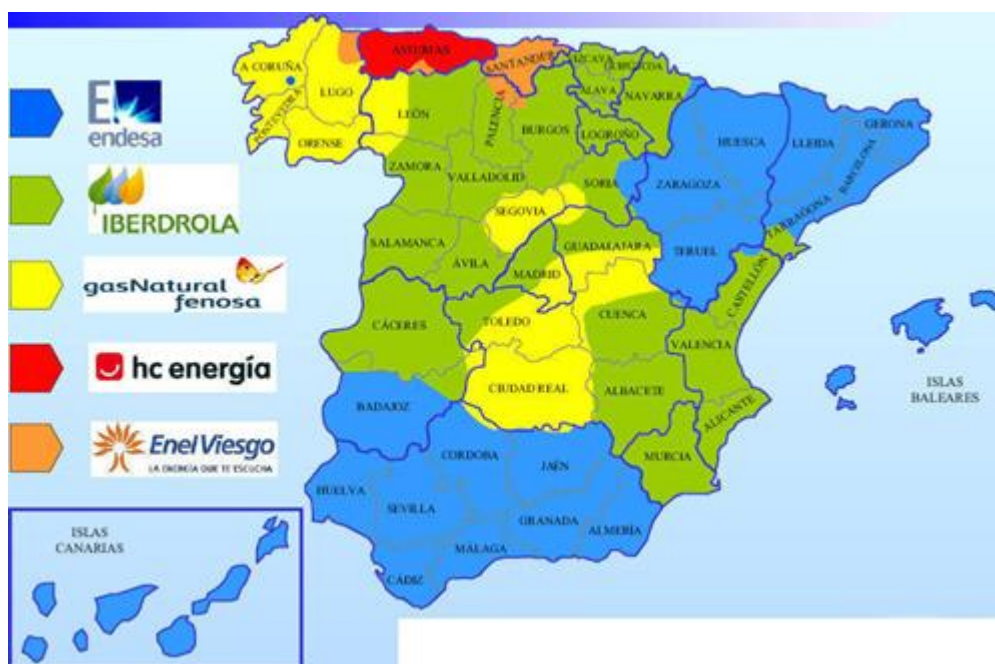 endesa
IBERDROLA
gasNatural
fenosa
hc energía
EnelViesgo
LA ENERGÍA QUE TE ESCUCHA
A CORUÑA
LUGO
PONTEVEDRA
ORENSE
ASTURIAS
SANTANDER
VIZCAYA
GUIPUZCOA
ALAVA
NAVARRA
LEÓN
PALENCIA
BURGOS
LOGROÑO
HUESCA
LLEIDA
GERONA
BARCELONA
ZAMORA
VALLADOLID
SORIA
ZARAGOZA
TARRAGONA
SEGOVIA
SALAMANCA
ÁVILA
MADRID
GUADALAJARA
TERUEL
CASTELLÓN
CÁCERES
TOLEDO
CUENCA
VALENCIA
CIUDAD REAL
ALBACETE
BADAJOZ
ALICANTE
ISLAS
BALEARES
MURCIA
CORDOBA
JAÉN
HUELVA
SEVILLA
GRANADA
ALMERÍA
MÁLAGA
CÁDIZ
ISLAS
CANARIAS